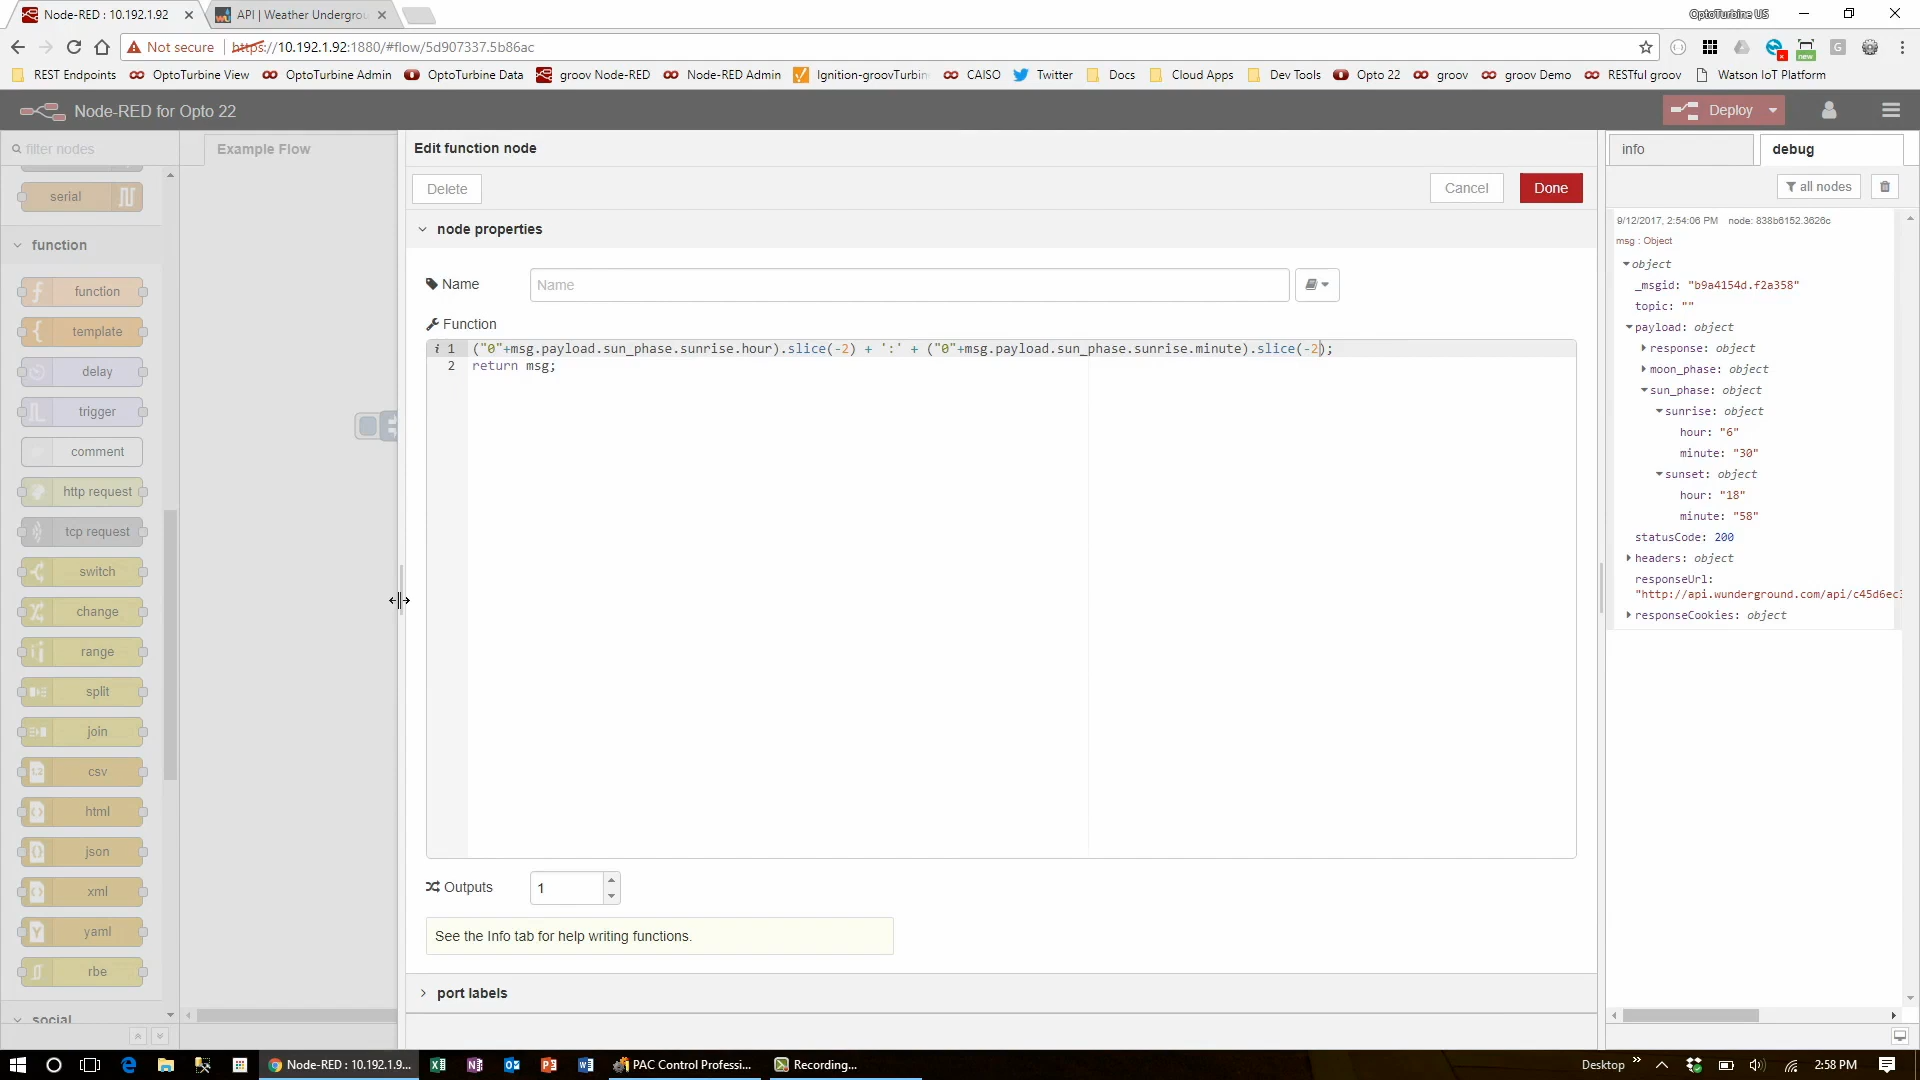 Node-RED : 10.192.1.92
API | Weather Undergrou
OptoTurbine US
Not secure
https://10.192.1.92:1880/#flow/5d907337.5b86ac
new
G
REST Endpoints
OptoTurbine View
OptoTurbine Admin
OptoTurbine Data
groov Node-RED
Node-RED Admin
Ignition-groovTurbin
CAISO
Twitter
Docs
Cloud Apps
Dev Tools
Opto 22
groov
groov Demo
RESTful groov
Watson IoT Platform
Node-RED for Opto 22
Deploy
filter nodes
serial
function
function
template
delay
trigger
comment
http request
tcp request
switch
change
range
split
join
csv
html
json
xml
yaml
rbe
social
Example Flow
Edit function node
Delete
Cancel
Done
node properties
Name
Name
Function
1 ("0"+msg.payload.sun_phase.sunrise.hour).slice(-2) + ':' + ("0"+msg.payload.sun_phase.sunrise.minute).slice(-2);
2 return msg;
Outputs
1
See the Info tab for help writing functions.
port labels
info
debug
all nodes
9/12/2017, 2:54:06 PM node: 838b6152.3626c
msg : Object
object
_msgid: "b9a4154d.f2a358"
topic: ""
payload: object
response: object
moon_phase: object
sun_phase: object
sunrise: object
hour: "6"
minute: "30"
sunset: object
hour: "18"
minute: "58"
statusCode: 200
headers: object
responseUrl:
"http://api.wunderground.com/api/c45d6ec3
responseCookies: object
Node-RED : 10.192.1.9...
PAC Control Professi...
Recording...
Desktop
2:58 PM